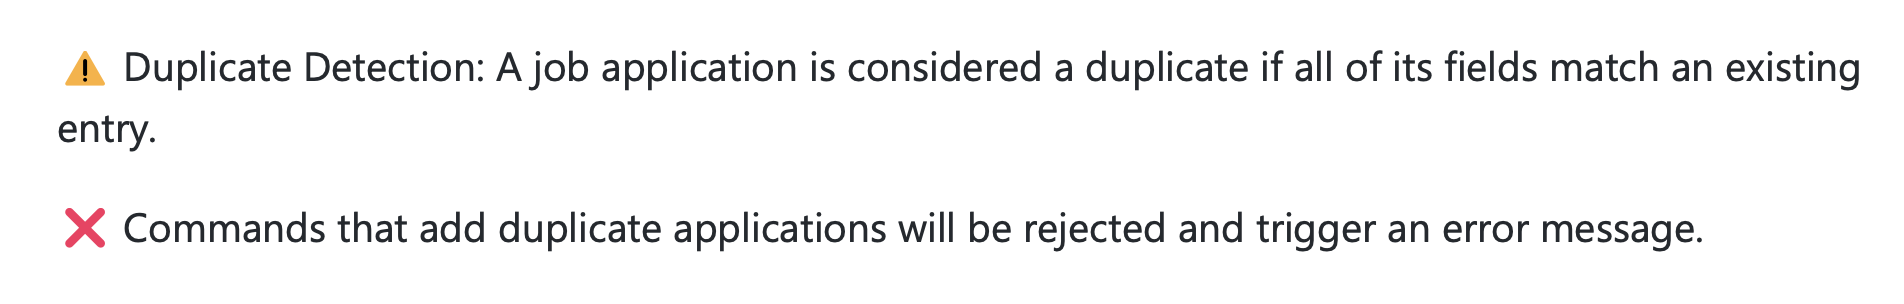 ⚠️ Duplicate Detection: A job application is considered a duplicate if all of its fields match an existing
entry.
❌ Commands that add duplicate applications will be rejected and trigger an error message.